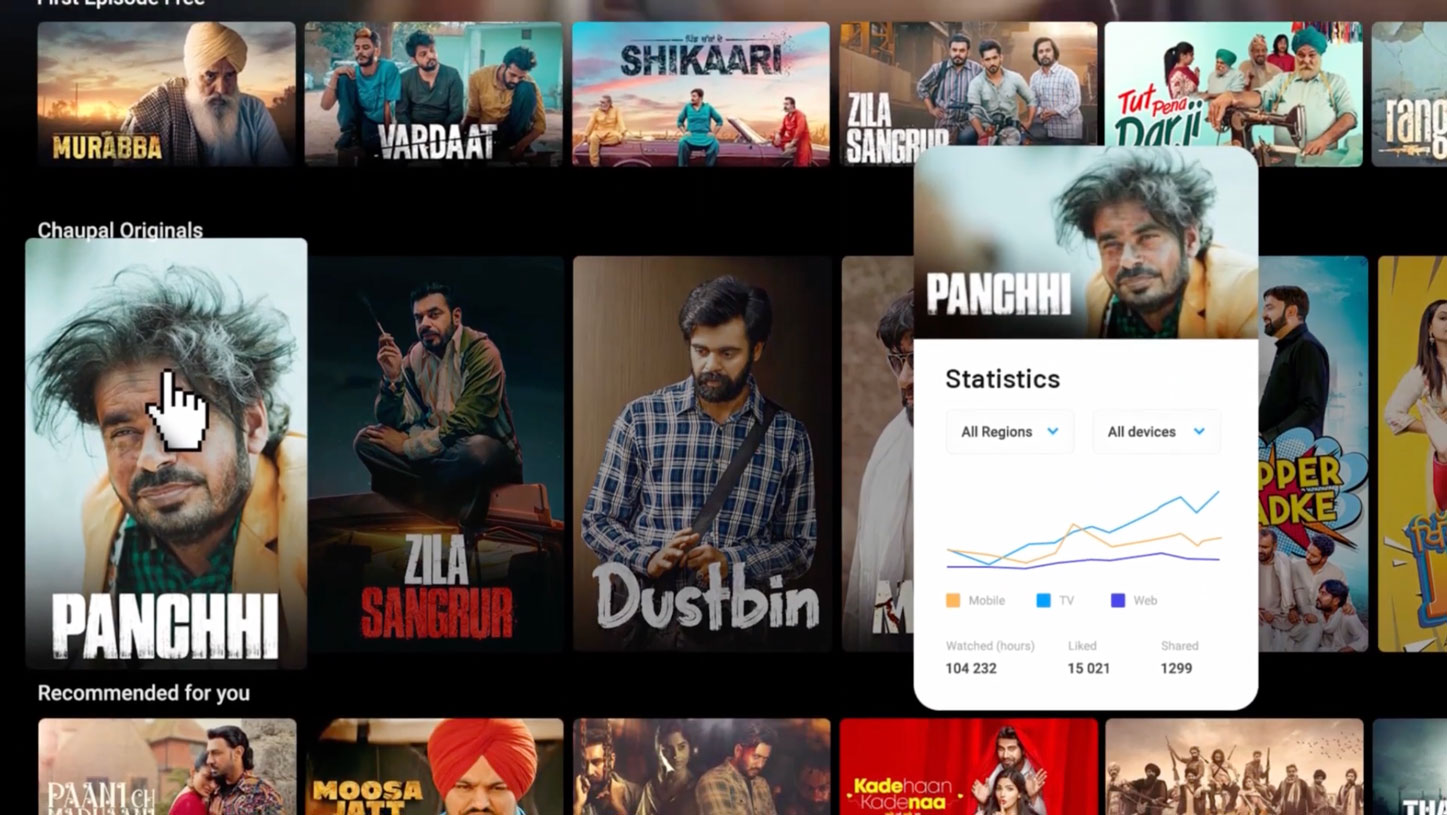 First Episode Free
MURABBA
VARDAAT
ਪਿੰਡ ਚਾਂਦਾਂ ਦੇ
SHIKAARI
ZILA
SANGRUR
Tut Pena
Darji
rang
Chaupal Originals
PANCHHI
ZILA
SANGRUR
Dustbin
M
PPER
ADKE
PANCHHI
Statistics
All Regions
All devices
Mobile
TV
Web
Watched (hours)
Liked
Shared
104 232
15 021
1299
Recommended for you
PAANI CH
MADHAANI
MOOSA
JATT
Kadehaan
Kadenaa
THA